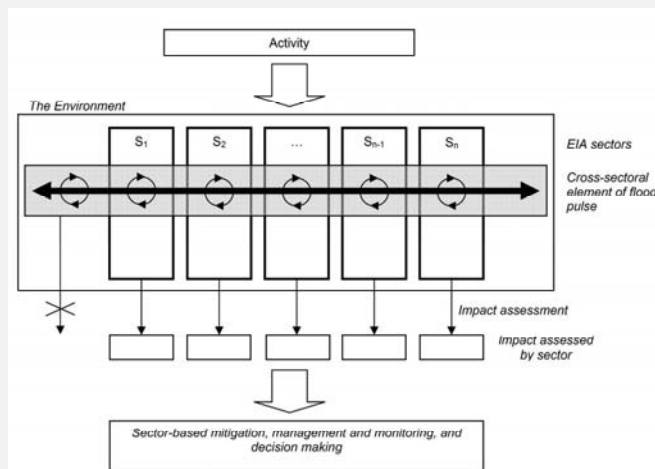 Activity
The Environment
S1 S2 ... Sn-1 Sn
EIA sectors
Cross-sectoral
element of flood
pulse
Impact assessment
Impact assessed
by sector
Sector-based mitigation, management and monitoring, and
decision making